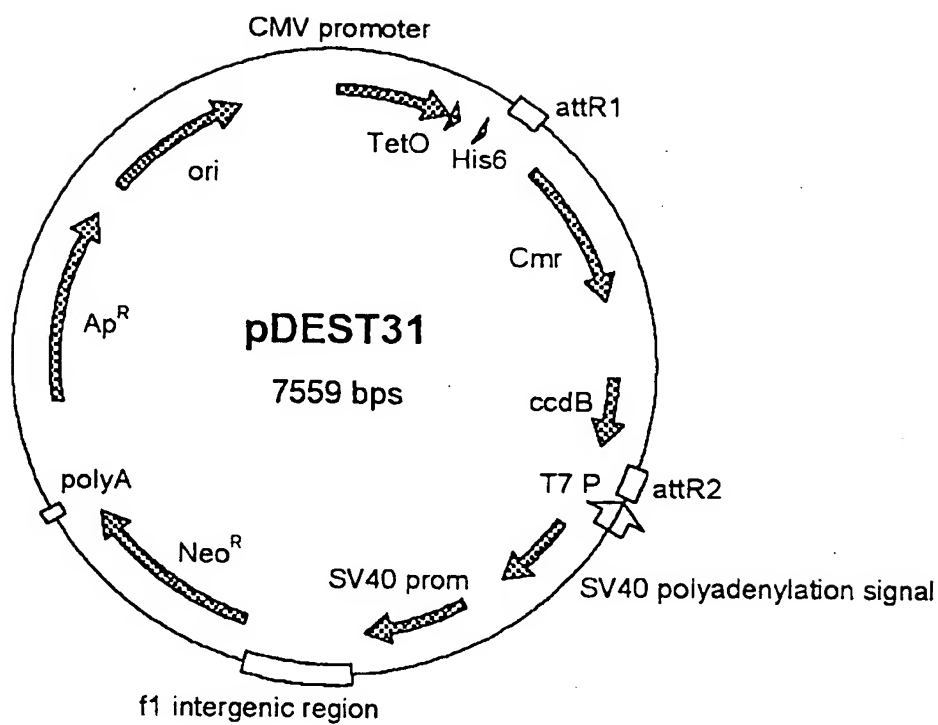 CMV promoter
attR1
TetO
His6
ori
Cmr
Ap^R
pDEST31
7559 bps
ccdB
polyA
T7 P
attR2
Neo^R
SV40 prom
SV40 polyadenylation signal
f1 intergenic region